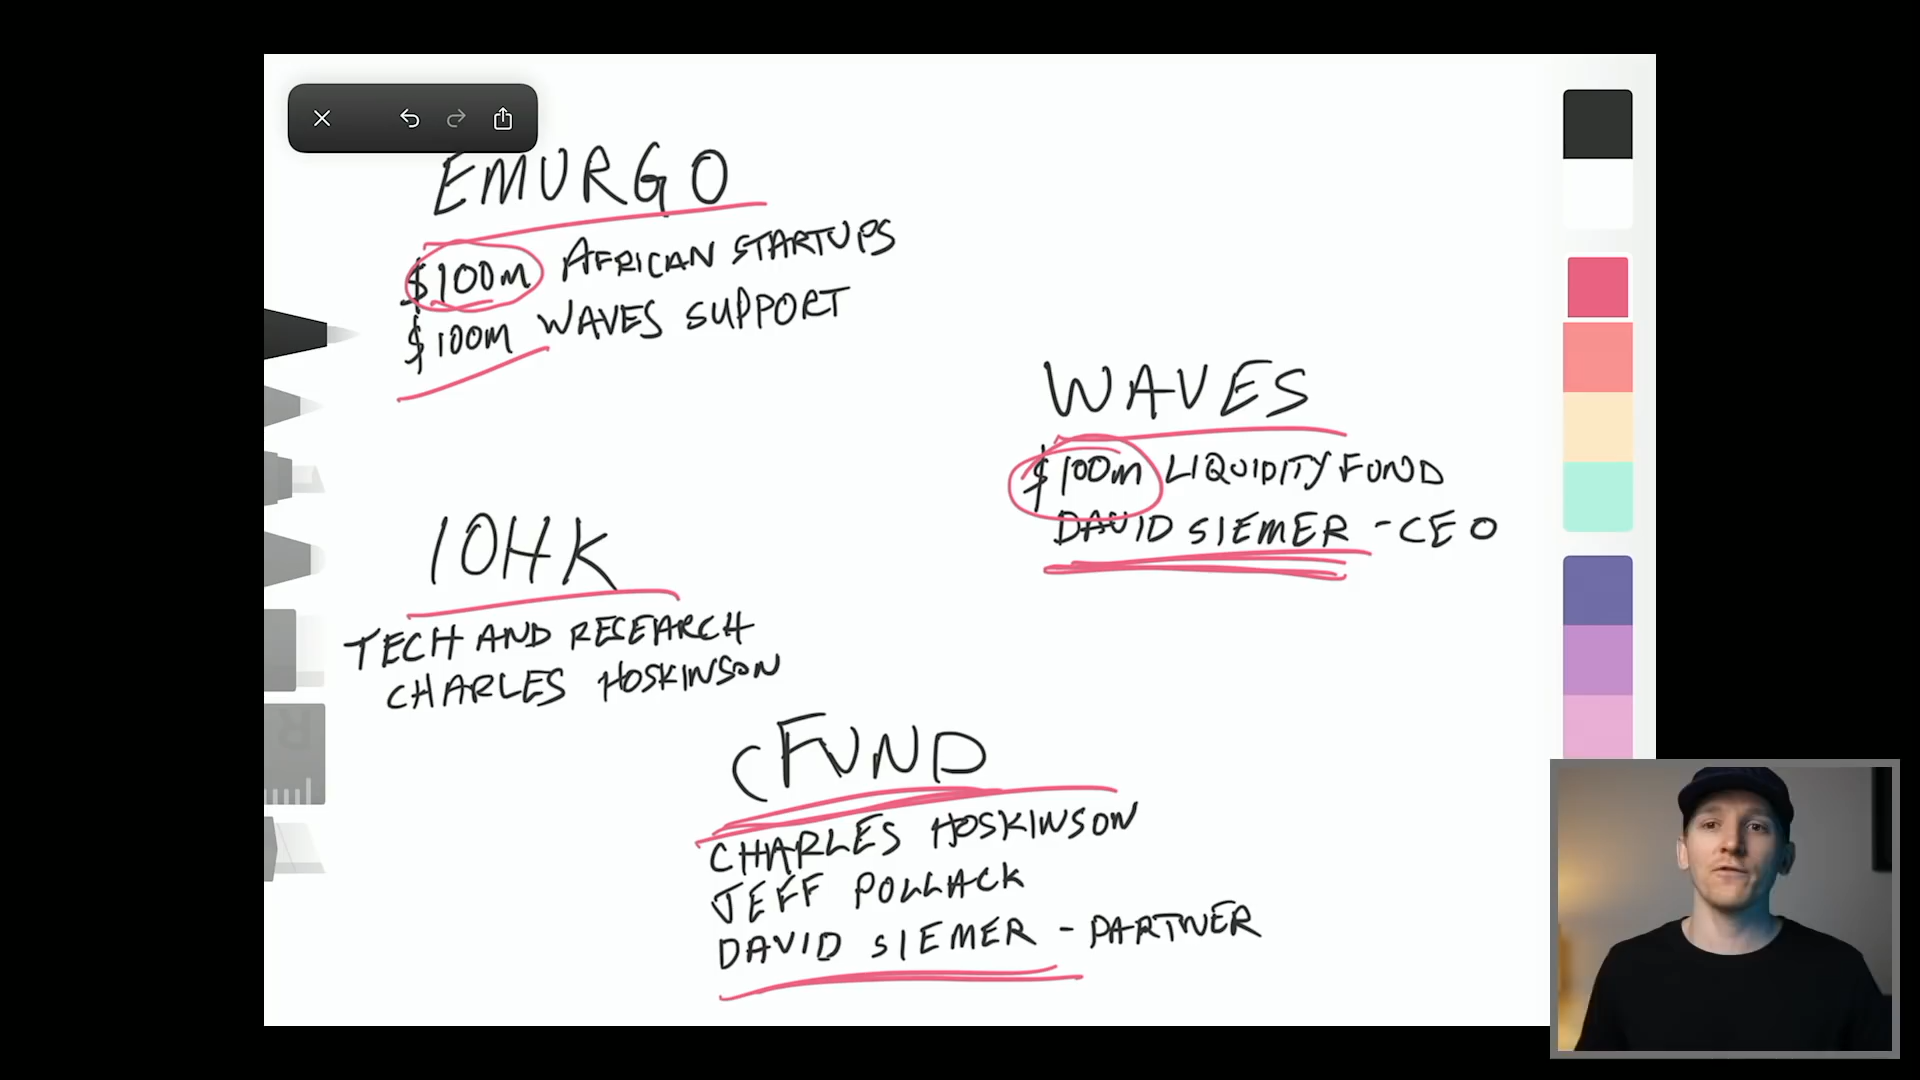 EMURGO
$100M AFRICAN STARTUPS
$100M WAVES SUPPORT
WAVES
$100M LIQUIDITY FUND
DAVID SIEMER - CEO
IOHK
TECH AND RESEARCH
CHARLES HOSKINSON
CFUND
CHARLES HOSKINSON
JEFF POLLACK
DAVID SIEMER - PARTNER
R